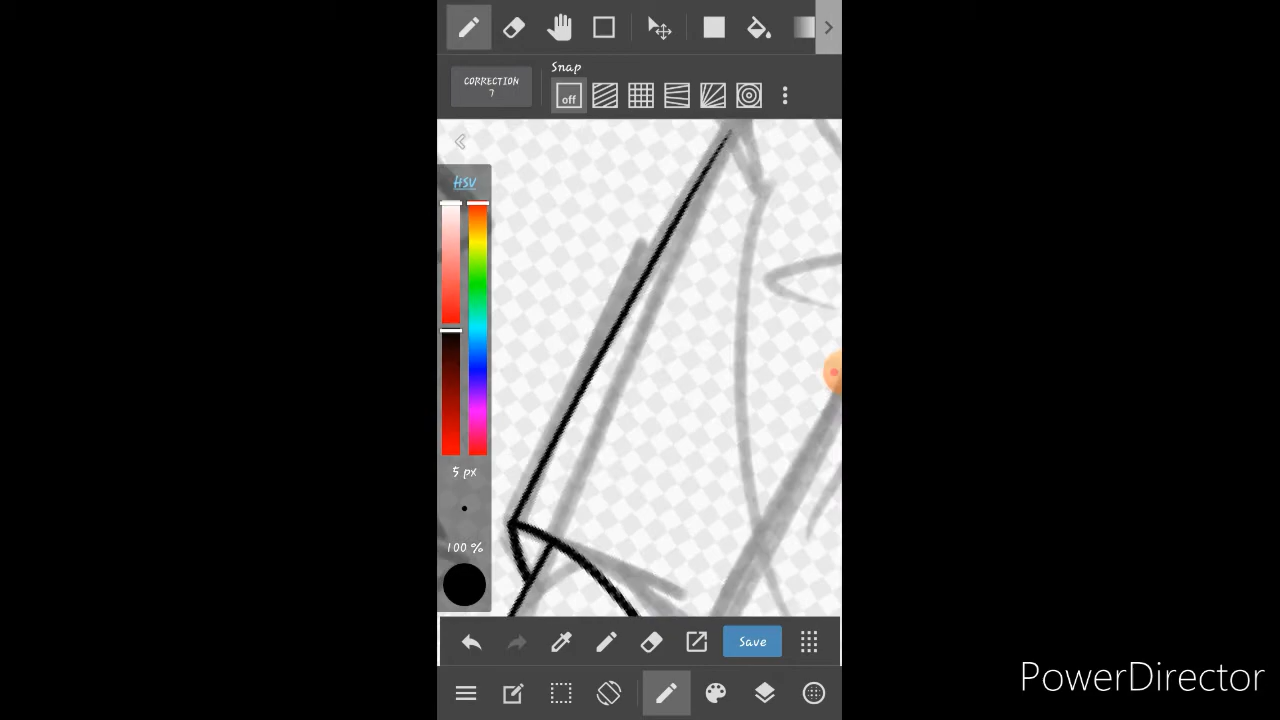 Snap
CORRECTION
7
off
HSV
5 px
100 %
Save
PowerDirector